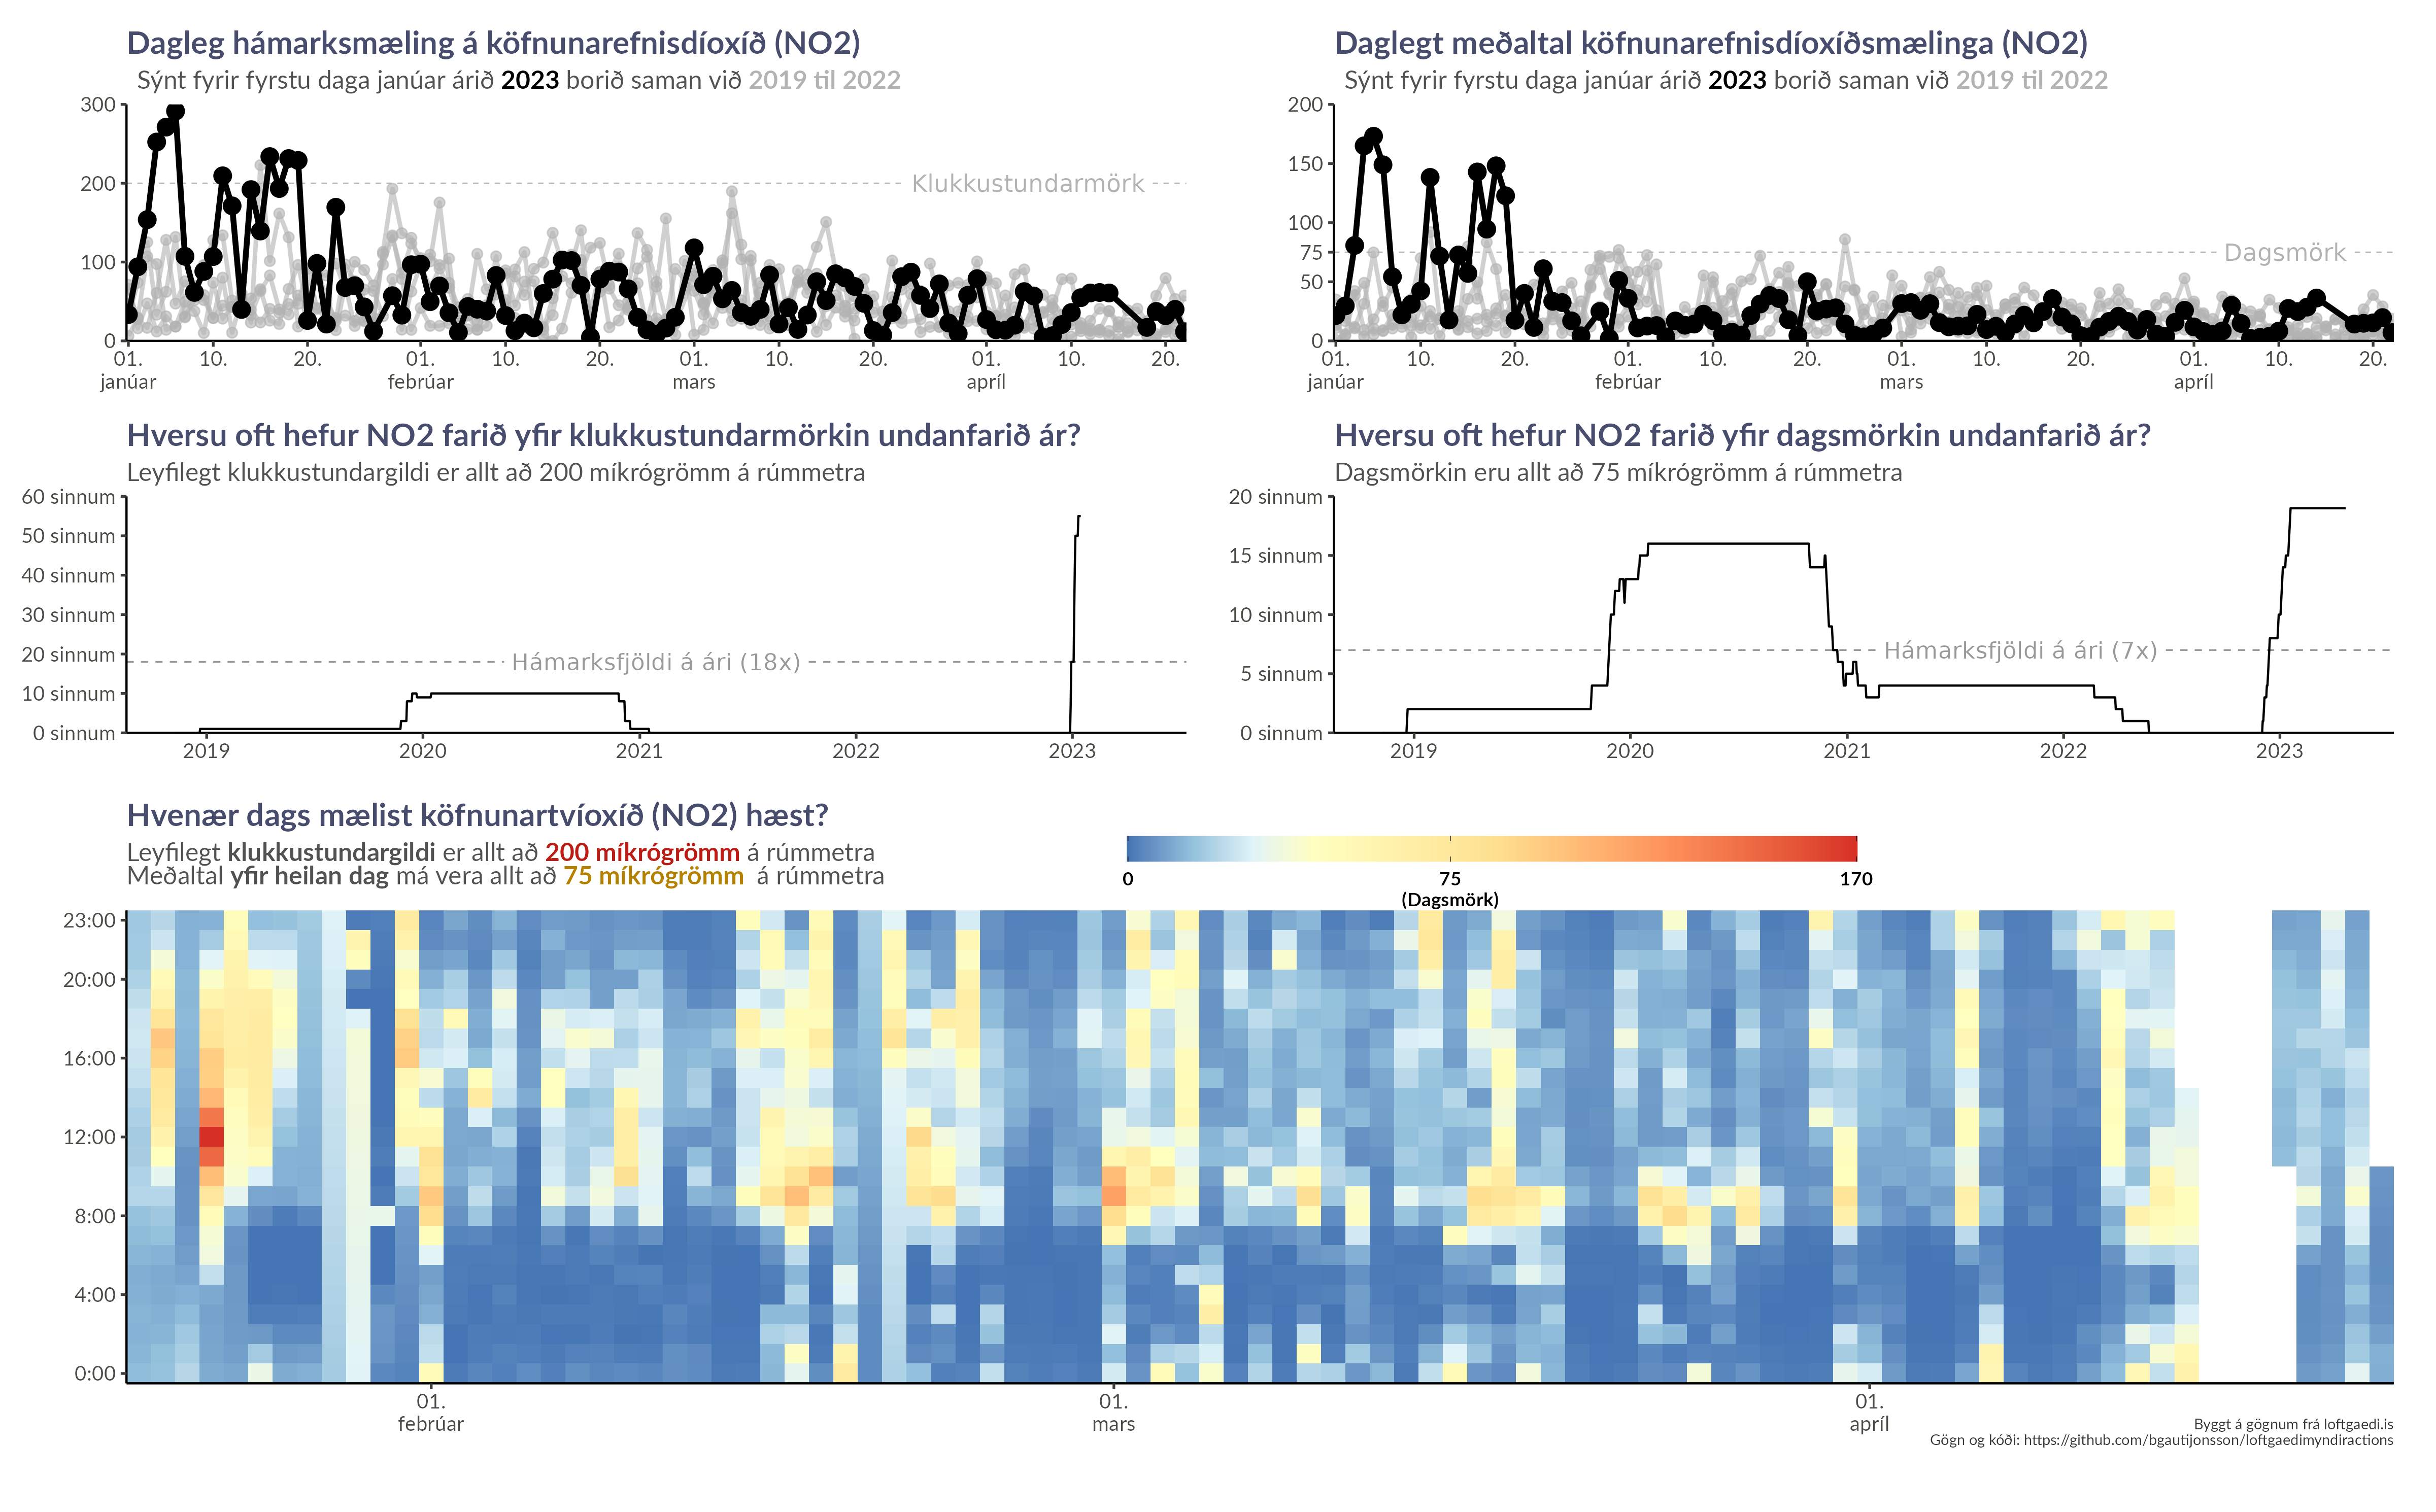 Dagleg hámarksmæling á köfnunarefnisdíoxíð (NO2)
Sýnt fyrir fyrstu daga janúar árið 2023 borið saman við 2019 til 2022
300
200
100
0
Klukkustundarmörk
01. 10. 20. 01. 10. 20. 01. 10. 20. 01. 10. 20.
janúar febrúar mars apríl
Daglegt meðaltal köfnunarefnisdíoxíðsmælinga (NO2)
Sýnt fyrir fyrstu daga janúar árið 2023 borið saman við 2019 til 2022
200
150
100
75
50
0
Dagsmörk
01. 10. 20. 01. 10. 20. 01. 10. 20. 01. 10. 20.
janúar febrúar mars apríl
Hversu oft hefur NO2 farið yfir klukkustundarmörkin undanfarið ár?
Leyfilegt klukkustundargildi er allt að 200 míkrógrömm á rúmmetra
60 sinnum
50 sinnum
40 sinnum
30 sinnum
20 sinnum
10 sinnum
0 sinnum
Hámarksfjöldi á ári (18x)
2019 2020 2021 2022 2023
Hversu oft hefur NO2 farið yfir dagsmörkin undanfarið ár?
Dagsmörkin eru allt að 75 míkrógrömm á rúmmetra
20 sinnum
15 sinnum
10 sinnum
5 sinnum
0 sinnum
Hámarksfjöldi á ári (7x)
2019 2020 2021 2022 2023
Hvenær dags mælist köfnunartvíoxíð (NO2) hæst?
Leyfilegt klukkustundargildi er allt að 200 míkrógrömm á rúmmetra
Meðaltal yfir heilan dag má vera allt að 75 míkrógrömm á rúmmetra
0 75 170
(Dagsmörk)
23:00
20:00
16:00
12:00
8:00
4:00
0:00
01. 01. 01.
febrúar mars apríl
Byggt á gögnum frá loftgaedi.is
Gögn og kóði: https://github.com/bgautijonsson/loftgaedimyndiractions